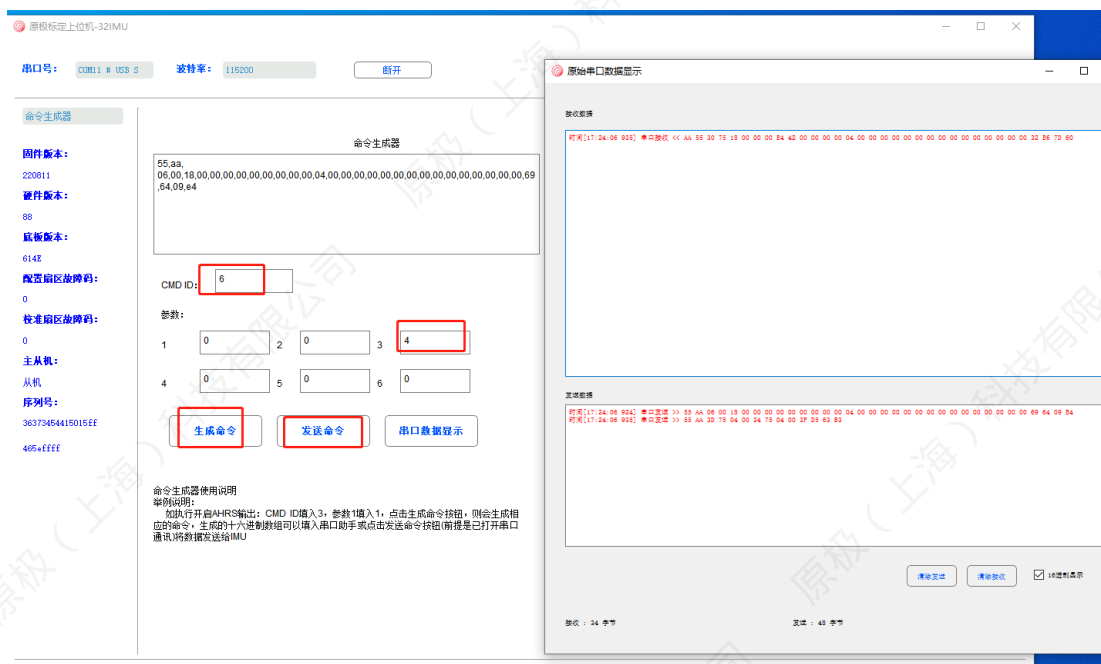 原极标定上位机-32IMU
串口号： COM11 # USB S 波特率： 115200 断开
命令生成器
固件版本：
220811
硬件版本：
88
底板版本：
614E
配置扇区故障码：
0
校准扇区故障码：
0
主从机：
从机
序列号：
36373454415015ff
465effff
命令生成器
55,aa,
06,00,18,00,00,00,00,00,00,00,00,00,04,00,00,00,00,00,00,00,00,00,00,00,00,00,00,00,69
,64,09,e4
CMD ID： 6
参数：
1 0 2 0 3 4
4 0 5 0 6 0
生成命令 发送命令 串口数据显示
命令生成器使用说明
举例说明：
如执行开启AHRS输出：CMD ID填入3，参数1填入1，点击生成命令按钮，则会生成相
应的命令，生成的十六进制数组可以填入串口助手或点击发送命令按钮(前提是已打开串口
通讯)将数据发送给IMU
原始串口数据显示
接收数据
时间[17:24:06 935] 串口接收 << AA 55 30 75 18 00 00 00 E4 42 00 00 00 00 04 00 00 00 00 00 00 00 00 00 00 00 00 00 00 00 32 E6 7D 60
发送数据
时间[17:24:06 924] 串口发送 >> 55 AA 06 00 18 00 00 00 00 00 00 00 00 00 04 00 00 00 00 00 00 00 00 00 00 00 00 00 00 00 69 64 09 E4
时间[17:24:06 935] 串口发送 >> 55 AA 3D 75 04 00 34 75 04 00 3F D5 63 B3
清除发送 清除接收 16进制显示
接收 : 34 字节 发送 : 48 字节
原极（上海）科技有限公司